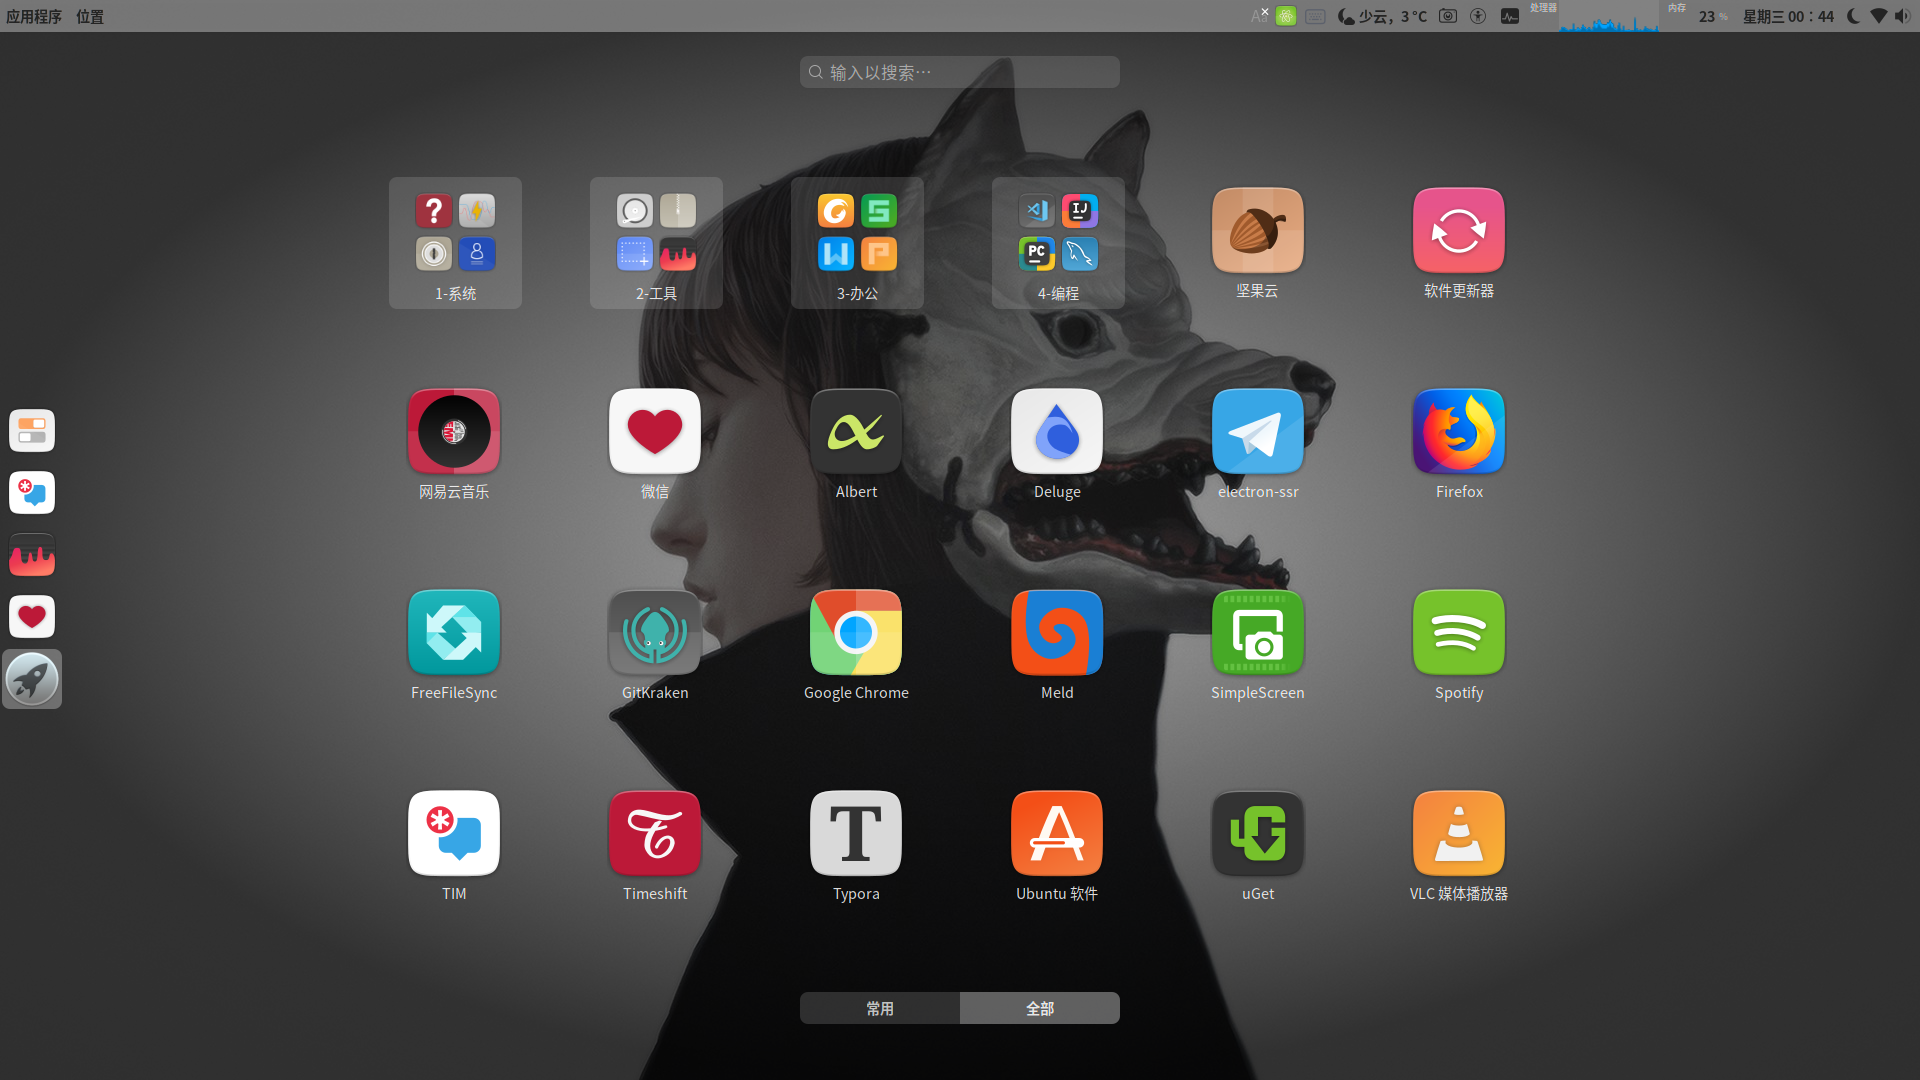 应用程序 位置
Aa 少云，3 °C 处理器 内存 23 % 星期三 00：44
输入以搜索…
1-系统 2-工具 3-办公 4-编程 坚果云 软件更新器
网易云音乐 微信 Albert Deluge electron-ssr Firefox
FreeFileSync GitKraken Google Chrome Meld SimpleScreen Spotify
TIM Timeshift Typora Ubuntu 软件 uGet VLC 媒体播放器
常用 全部